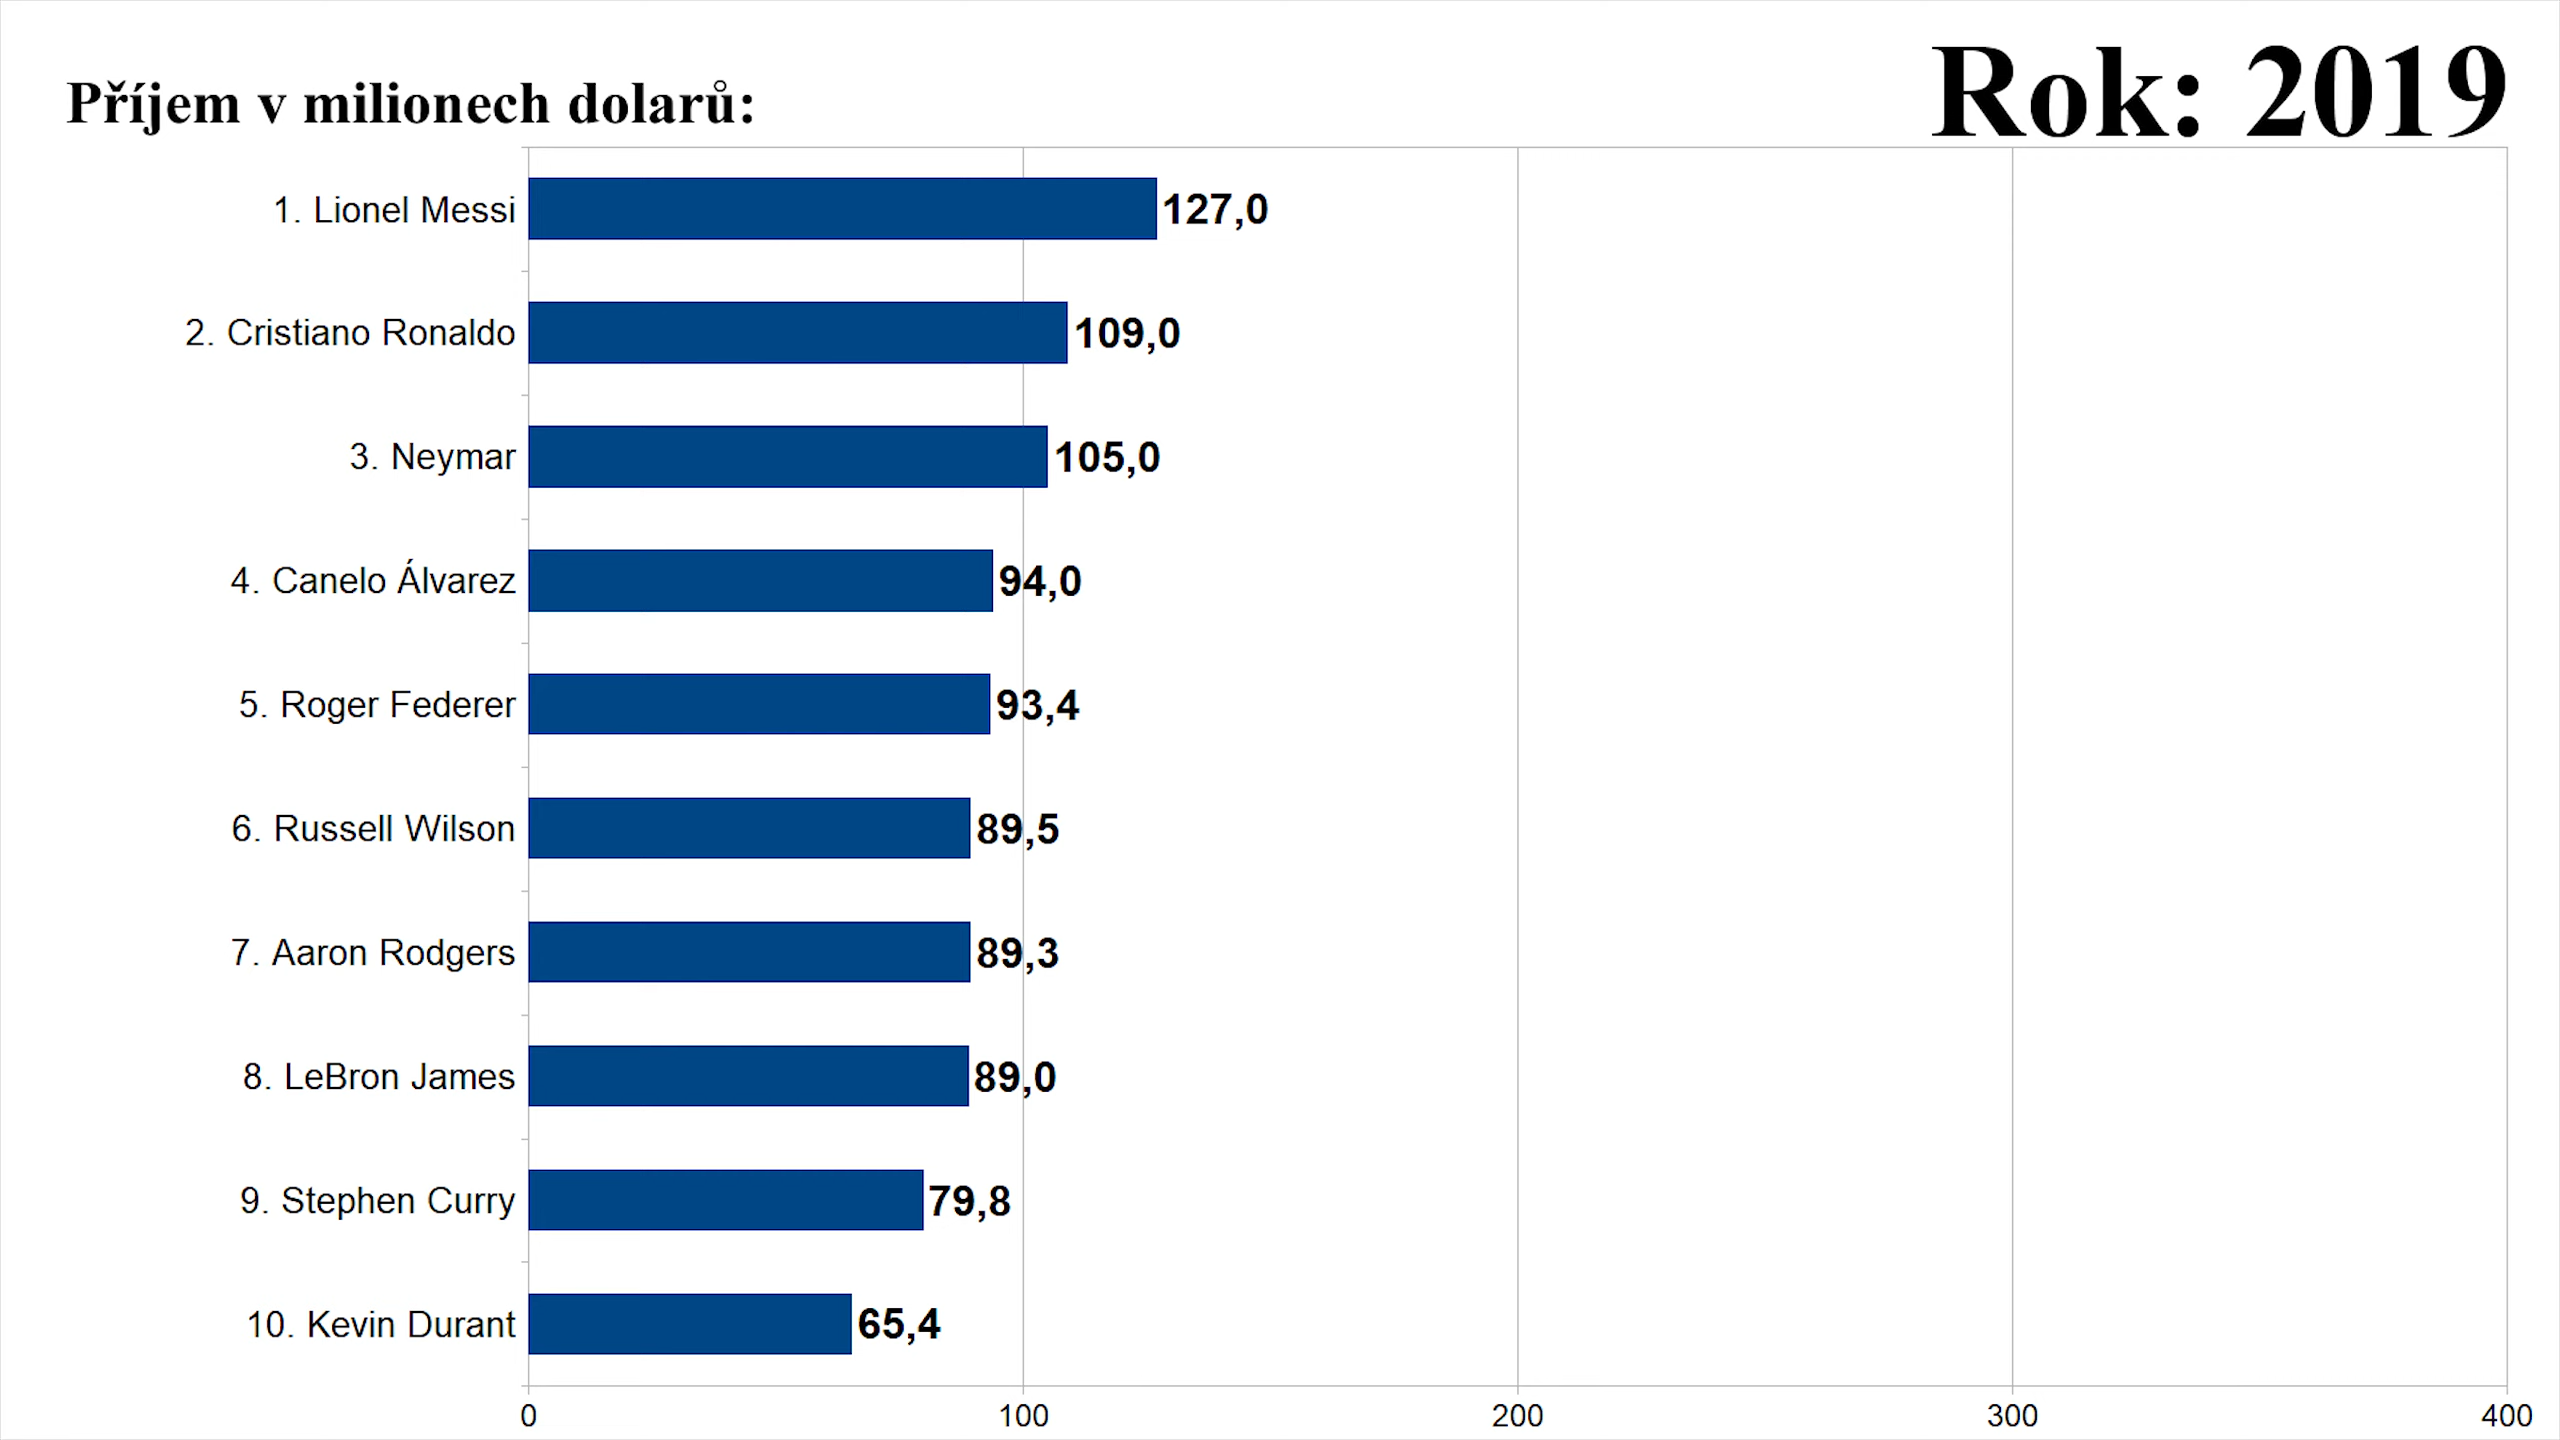 Příjem v milionech dolarů:
Rok: 2019
1. Lionel Messi 127,0
2. Cristiano Ronaldo 109,0
3. Neymar 105,0
4. Canelo Álvarez 94,0
5. Roger Federer 93,4
6. Russell Wilson 89,5
7. Aaron Rodgers 89,3
8. LeBron James 89,0
9. Stephen Curry 79,8
10. Kevin Durant 65,4
0 100 200 300 400